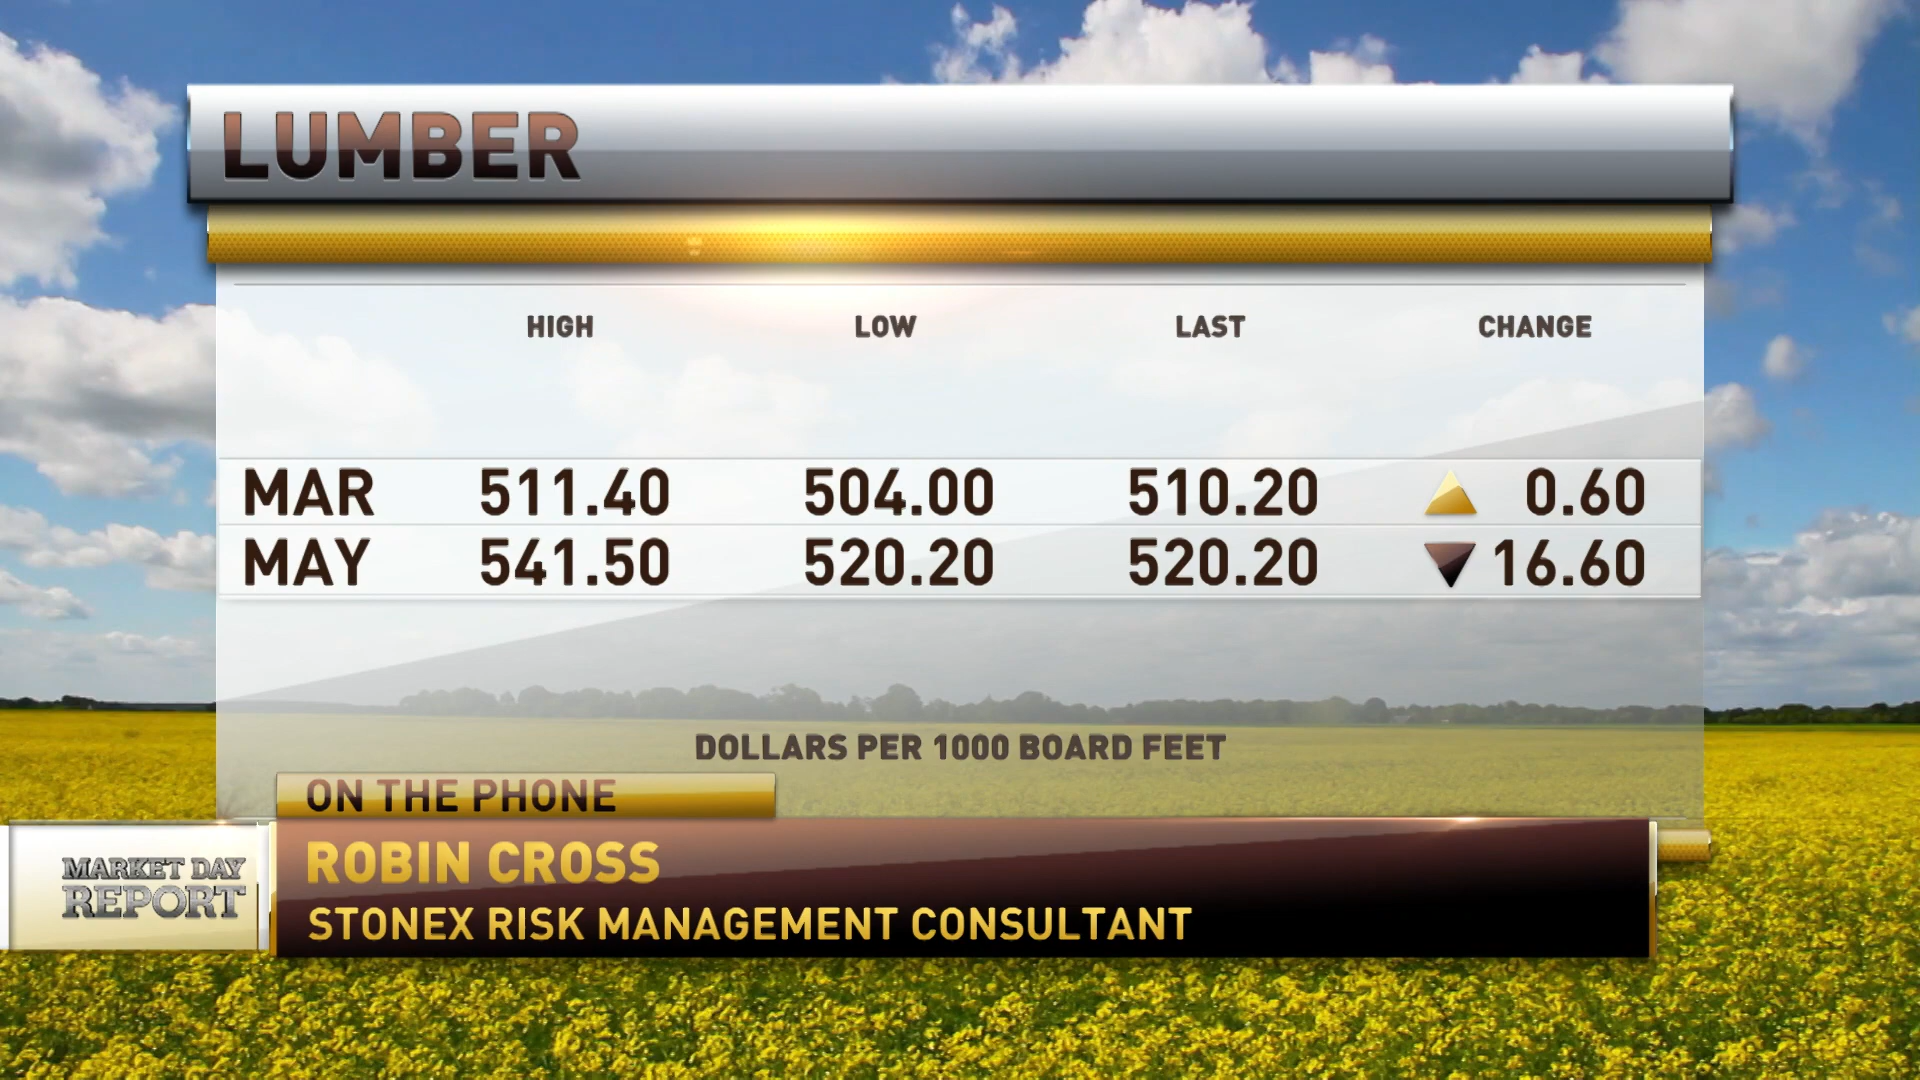 LUMBER
HIGH LOW LAST CHANGE
MAR 511.40 504.00 510.20 0.60
MAY 541.50 520.20 520.20 16.60
DOLLARS PER 1000 BOARD FEET
ON THE PHONE
ROBIN CROSS
STONEX RISK MANAGEMENT CONSULTANT
MARKET DAY
REPORT